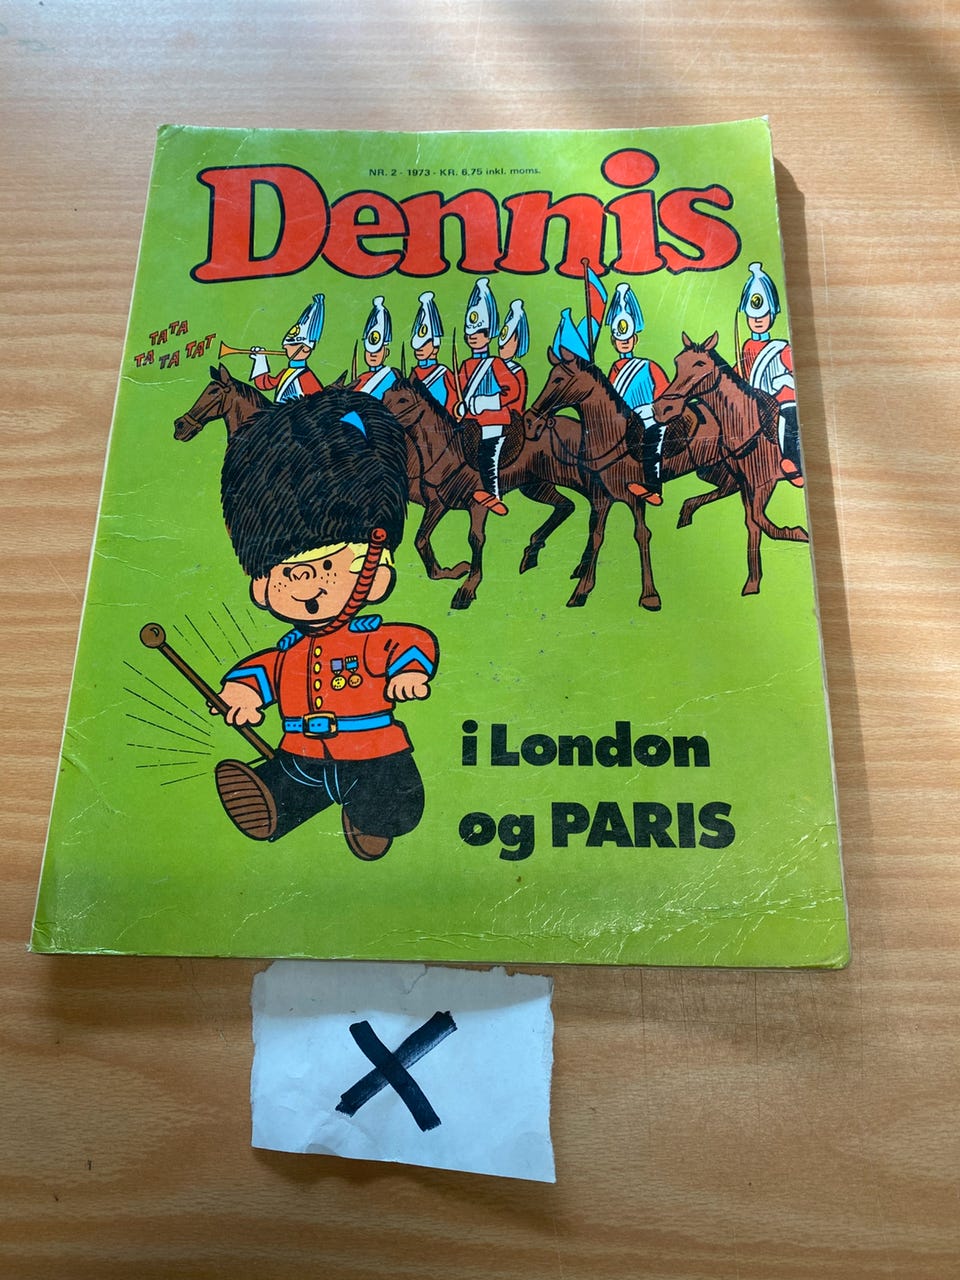 NR. 2 - 1973 - KR. 6,75 inkl. moms.
Dennis
TA TA
TA TA TAT
i London
og PARIS
X